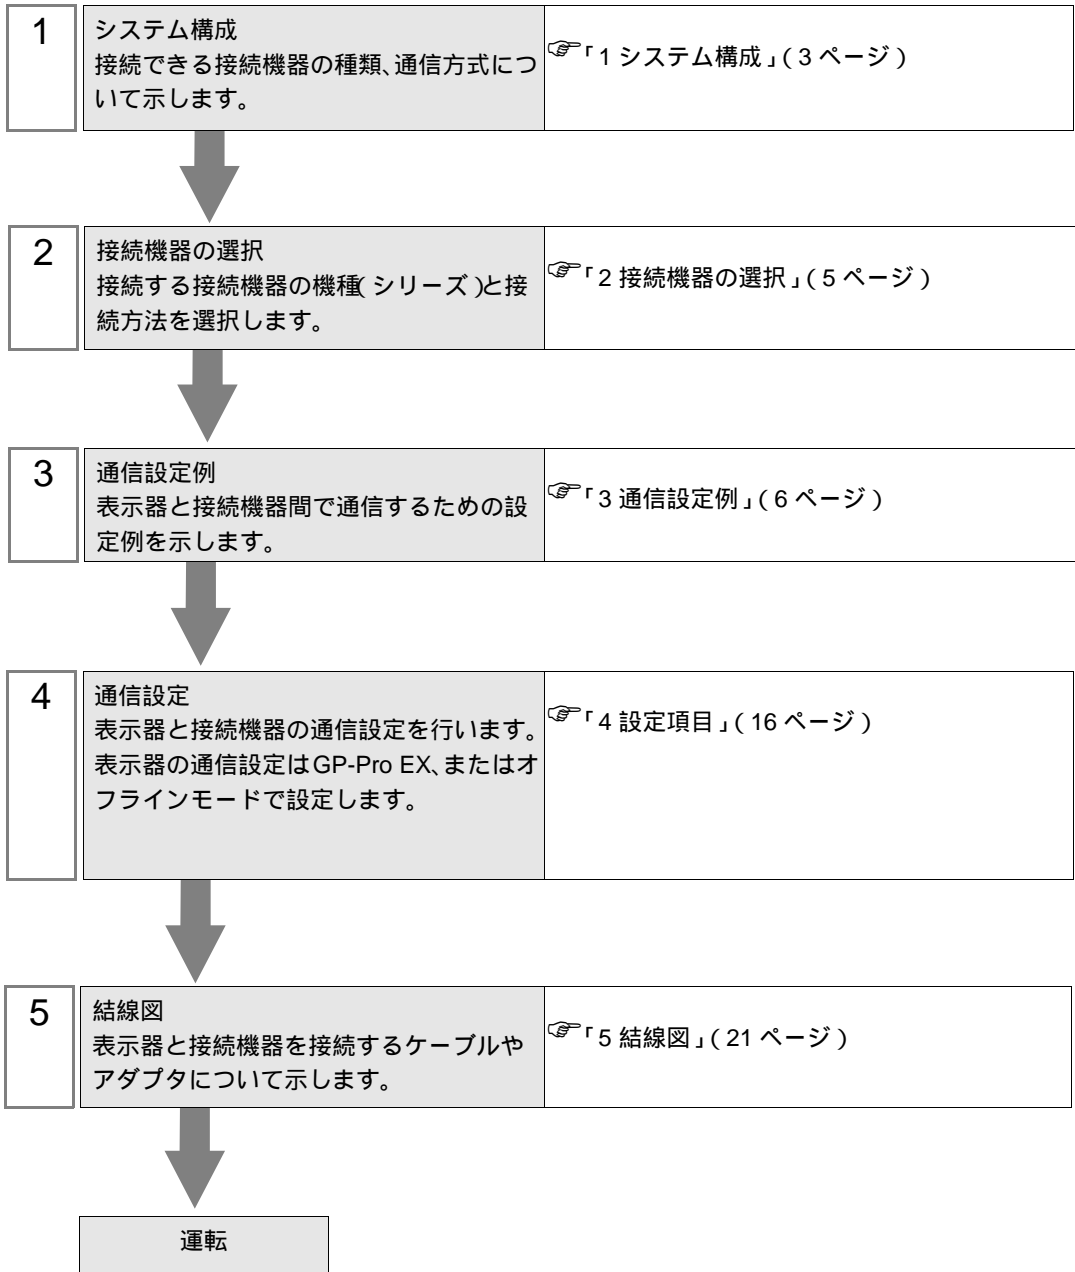 1
システム構成
接続できる接続機器の種類、通信方式につ
いて示します。
☞「1 システム構成」(3 ページ)
2
接続機器の選択
接続する接続機器の機種(シリーズ)と接
続方法を選択します。
☞「2 接続機器の選択」(5 ページ)
3
通信設定例
表示器と接続機器間で通信するための設
定例を示します。
☞「3 通信設定例」(6 ページ)
4
通信設定
表示器と接続機器の通信設定を行います。
表示器の通信設定はGP-Pro EX、またはオ
フラインモードで設定します。
☞「4 設定項目」(16 ページ)
5
結線図
表示器と接続機器を接続するケーブルや
アダプタについて示します。
☞「5 結線図」(21 ページ)
運転